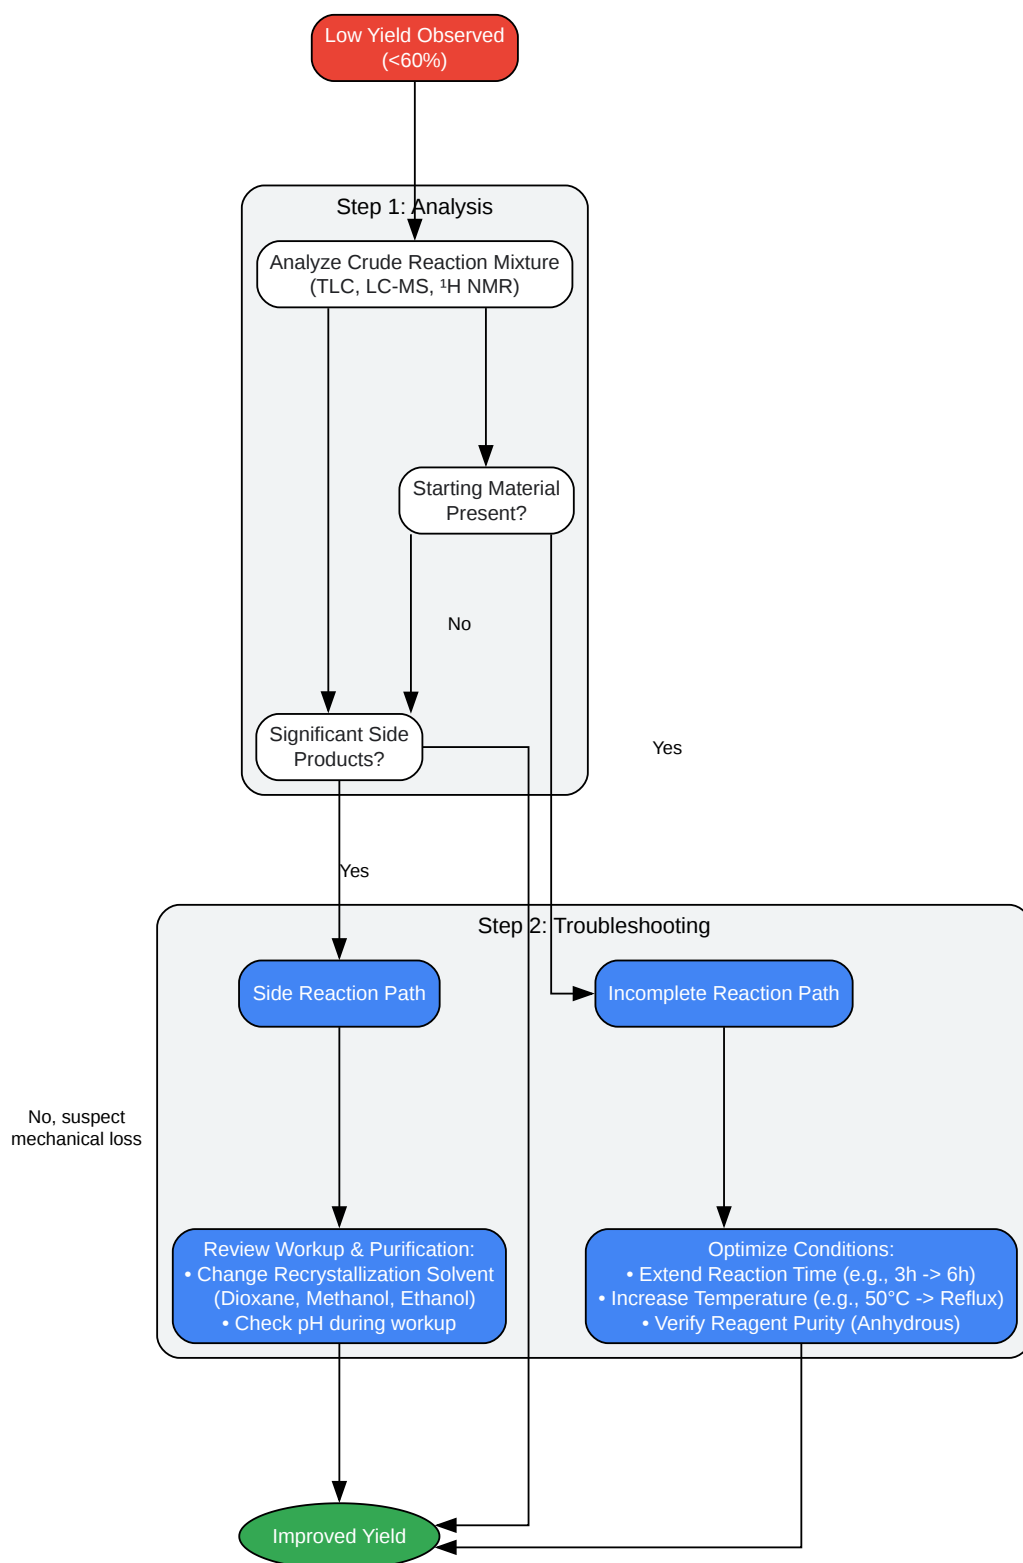 Low Yield Observed
(<60%)
Step 1: Analysis
Analyze Crude Reaction Mixture
(TLC, LC-MS, ¹H NMR)
Starting Material
Present?
No
Significant Side
Products?
Yes
Yes
Step 2: Troubleshooting
Side Reaction Path
Incomplete Reaction Path
No, suspect
mechanical loss
Review Workup & Purification:
• Change Recrystallization Solvent
(Dioxane, Methanol, Ethanol)
• Check pH during workup
Optimize Conditions:
• Extend Reaction Time (e.g., 3h -> 6h)
• Increase Temperature (e.g., 50°C -> Reflux)
• Verify Reagent Purity (Anhydrous)
Improved Yield